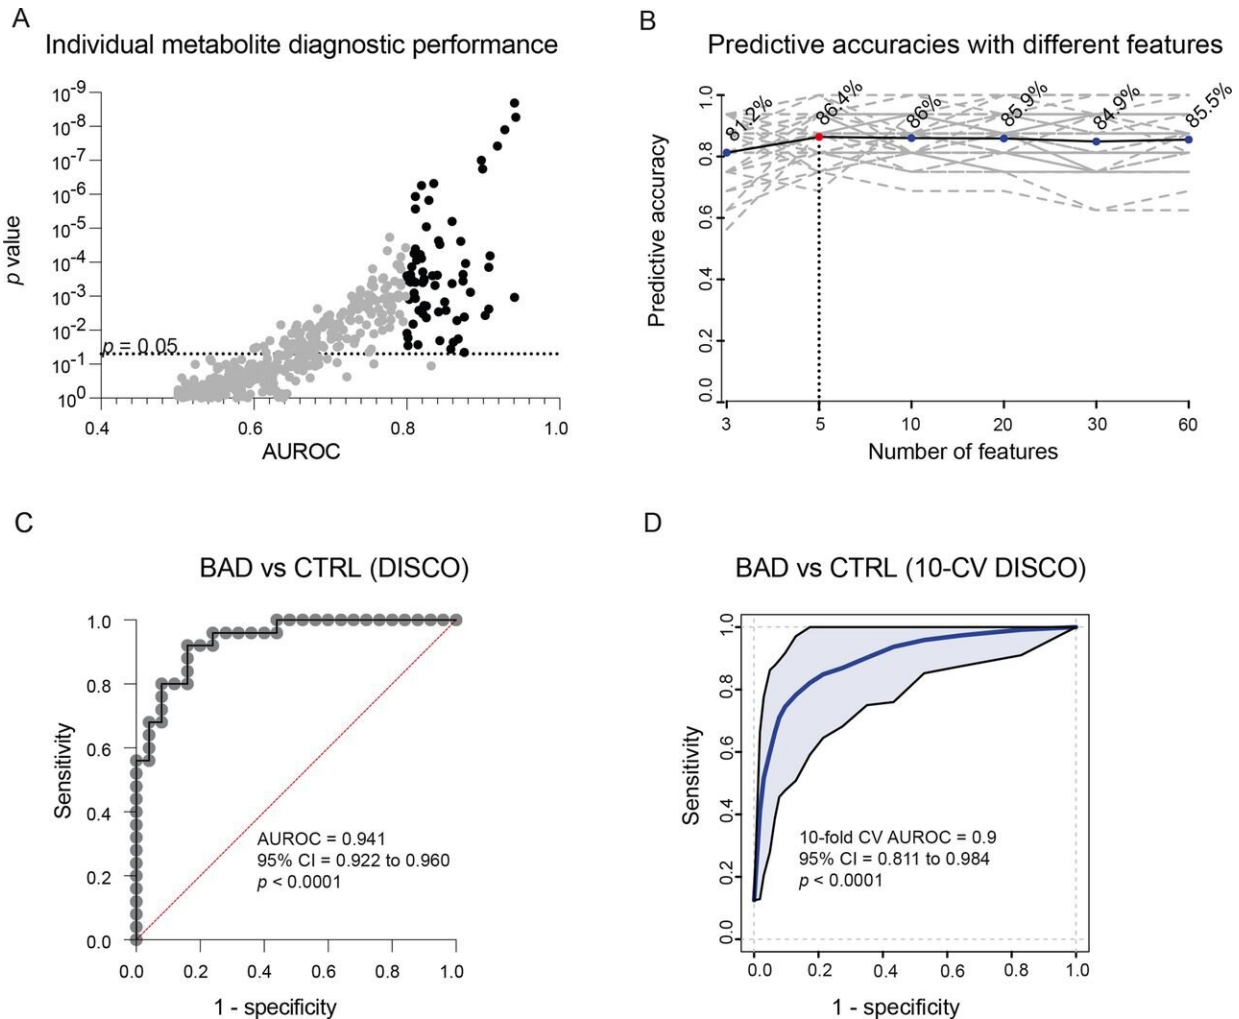 A
Individual metabolite diagnostic performance
10-9
10-8
10-7
10-6
10-5
10-4
10-3
10-2
10-1
100
p value
p = 0.05
0.4
0.6
0.8
1.0
AUROC
B
Predictive accuracies with different features
1.0
0.8
0.6
0.4
0.2
0.0
Predictive accuracy
81.2%
86.4%
86%
85.9%
84.9%
85.5%
3
5
10
20
30
60
Number of features
C
BAD vs CTRL (DISCO)
1.0
0.8
0.6
0.4
0.2
0.0
Sensitivity
AUROC = 0.941
95% CI = 0.922 to 0.960
p < 0.0001
0.0
0.2
0.4
0.6
0.8
1.0
1 - specificity
D
BAD vs CTRL (10-CV DISCO)
1.0
0.8
0.6
0.4
0.2
0.0
Sensitivity
10-fold CV AUROC = 0.9
95% CI = 0.811 to 0.984
p < 0.0001
0.0
0.2
0.4
0.6
0.8
1.0
1 - specificity